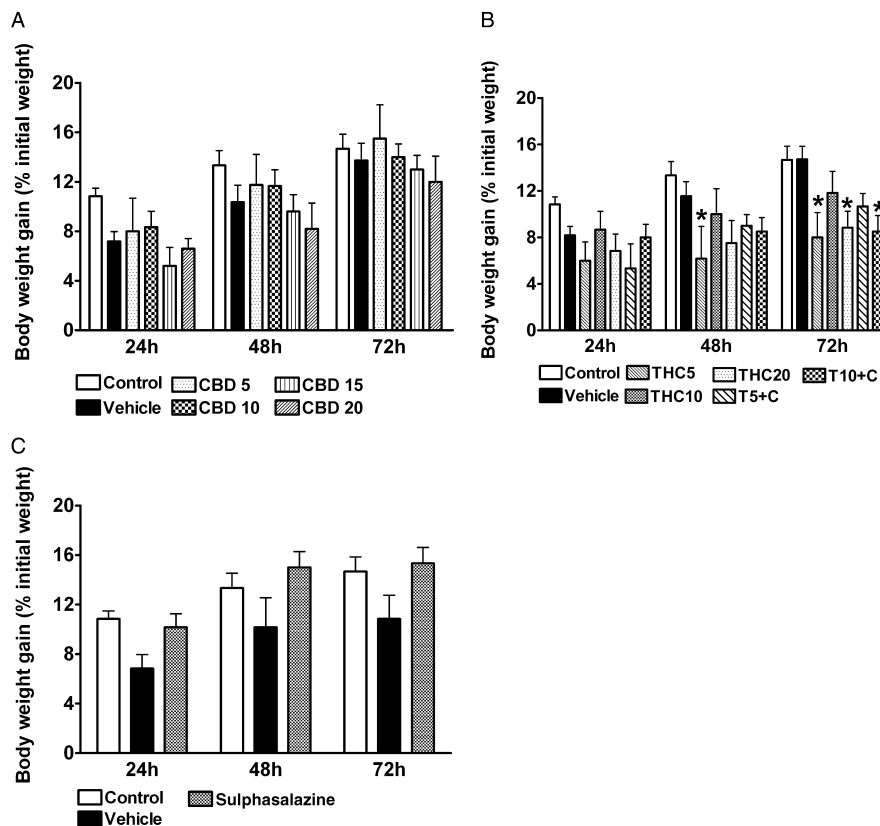 A
Body weight gain (% initial weight)
20
16
12
8
4
0
24h 48h 72h
Control CBD 5 CBD 15
Vehicle CBD 10 CBD 20
B
Body weight gain (% initial weight)
20
16
12
8
4
0
* * * *
24h 48h 72h
Control THC5 THC20 T10+C
Vehicle THC10 T5+C
C
Body weight gain (% initial weight)
20
16
12
8
4
0
24h 48h 72h
Control Sulphasalazine
Vehicle